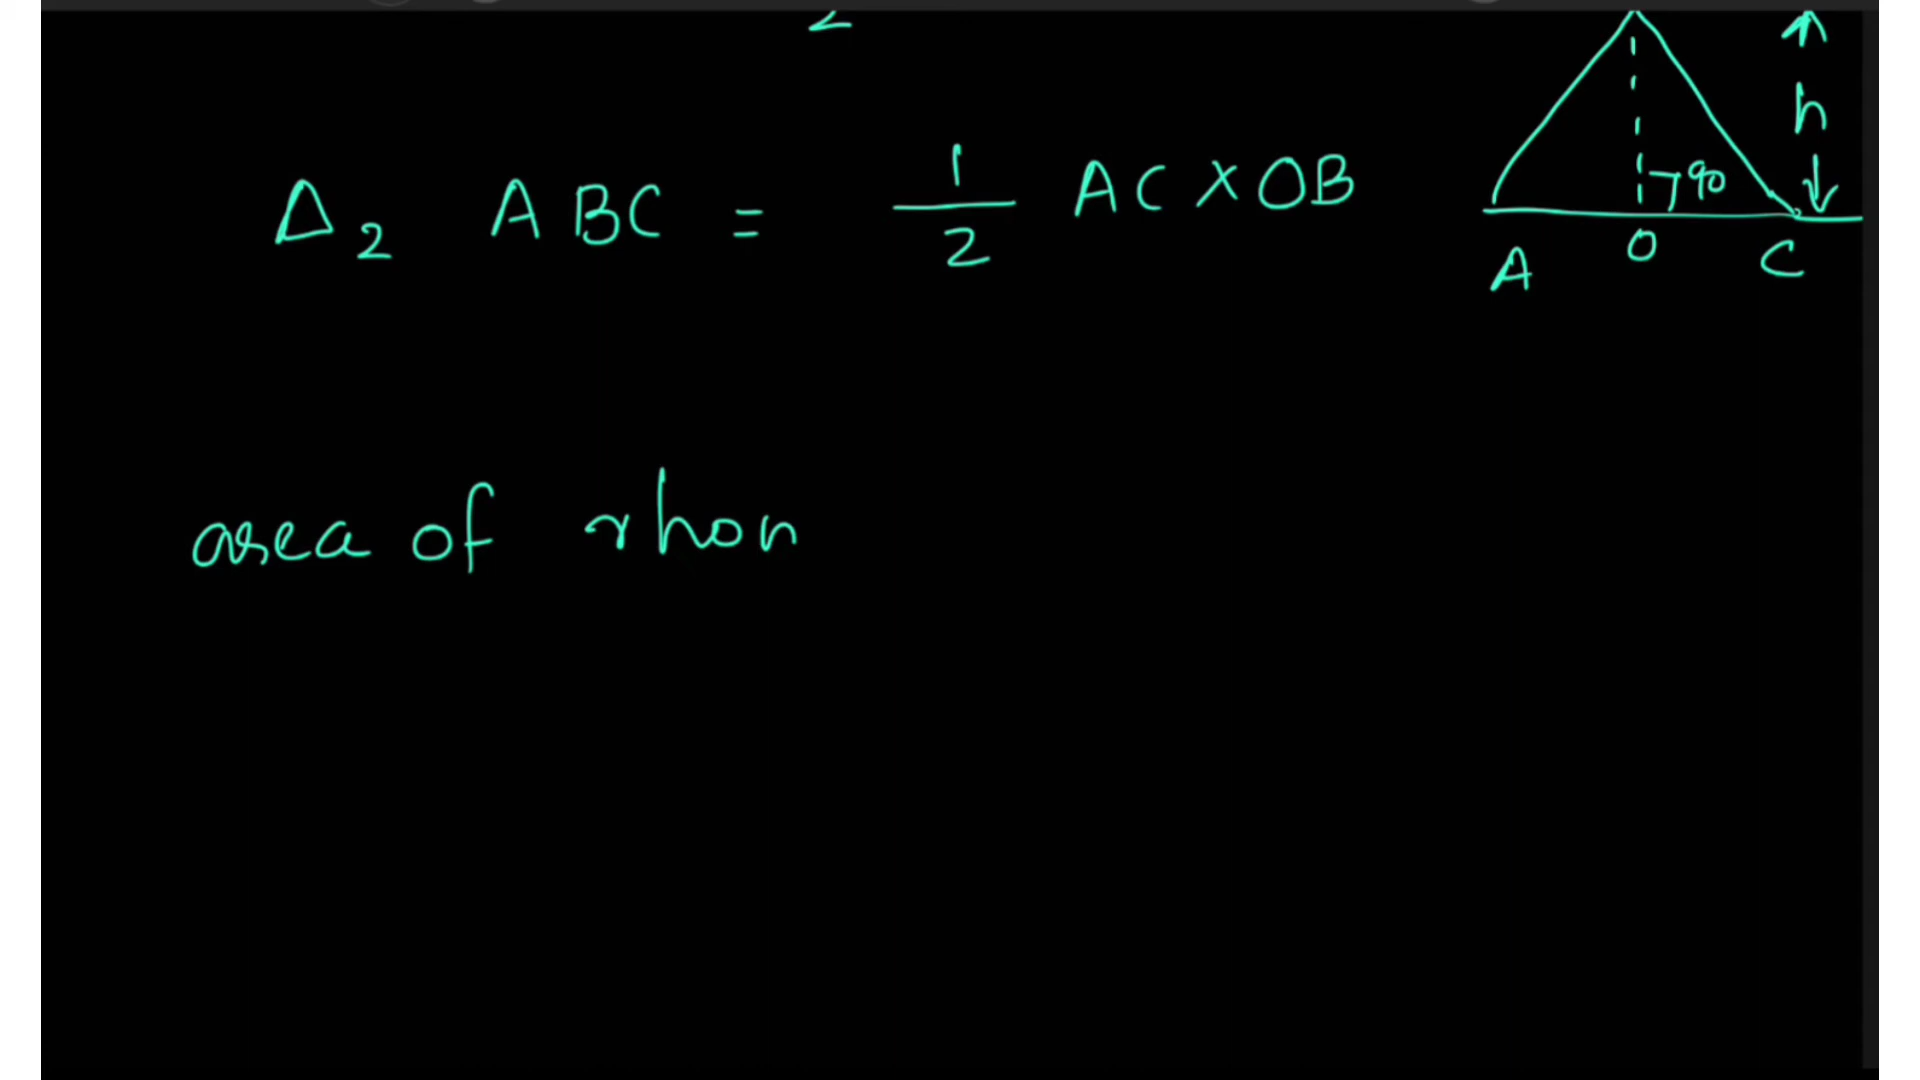 h
Δ₂ ABC = 1/2 AC X OB
90
A O C
area of rhon